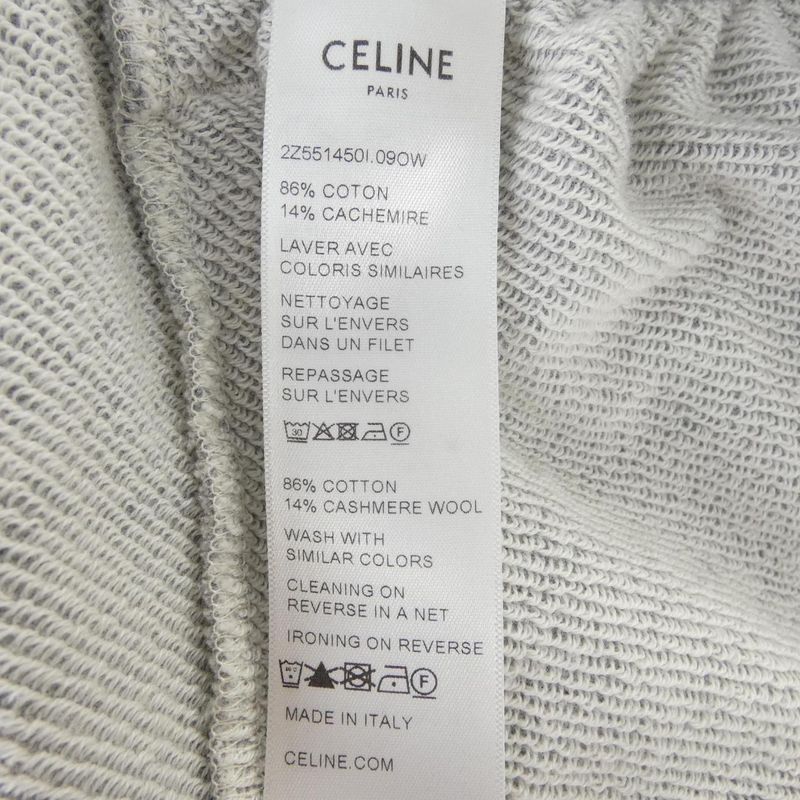 CELINE
PARIS
2Z551450I.09OW
86% COTON
14% CACHEMIRE
LAVER AVEC
COLORIS SIMILAIRES
NETTOYAGE
SUR L'ENVERS
DANS UN FILET
REPASSAGE
SUR L'ENVERS
30
F
86% COTTON
14% CASHMERE WOOL
WASH WITH
SIMILAR COLORS
CLEANING ON
REVERSE IN A NET
IRONING ON REVERSE
F
MADE IN ITALY
CELINE.COM